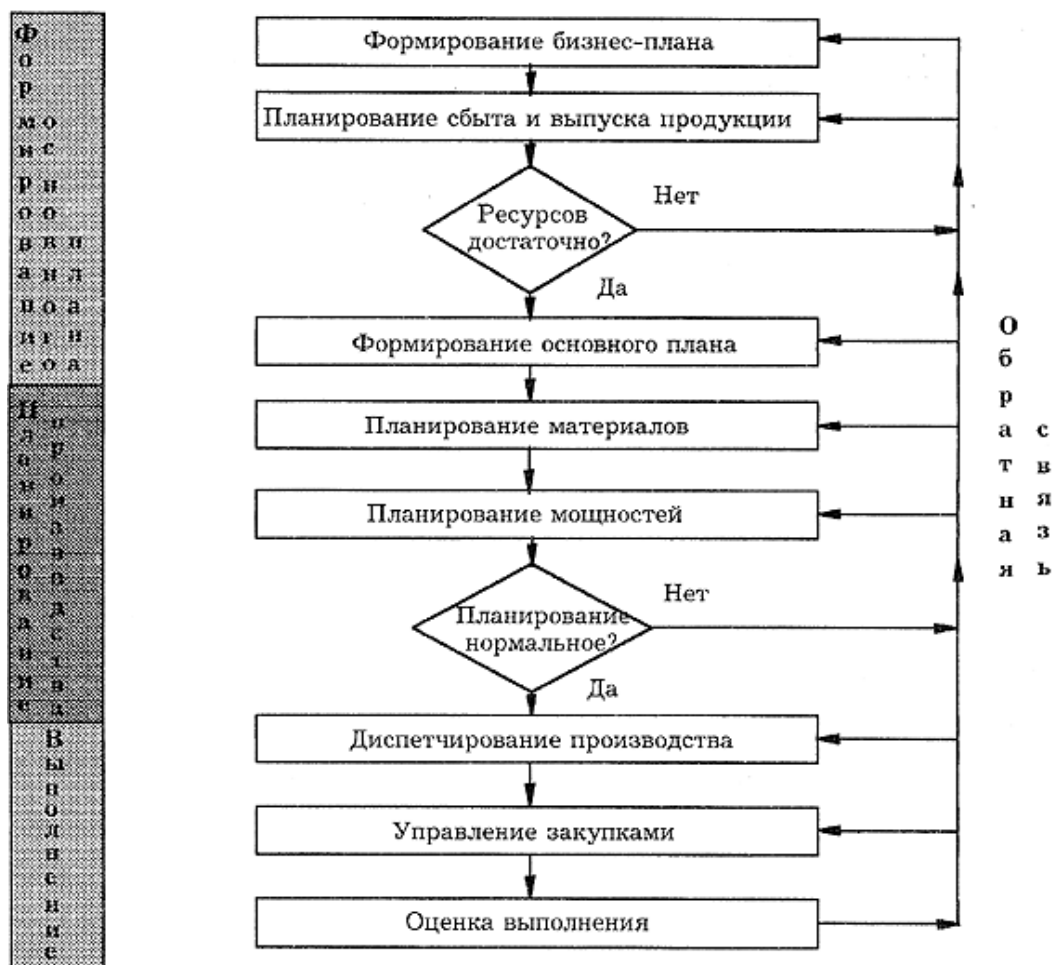 Формирование основного плана
Планирование производства
Выполнение
Формирование бизнес-плана
Планирование сбыта и выпуска продукции
Ресурсов
достаточно?
Нет
Да
Формирование основного плана
Планирование материалов
Планирование мощностей
Планирование
нормальное?
Нет
Да
Диспетчирование производства
Управление закупками
Оценка выполнения
Обратная связь